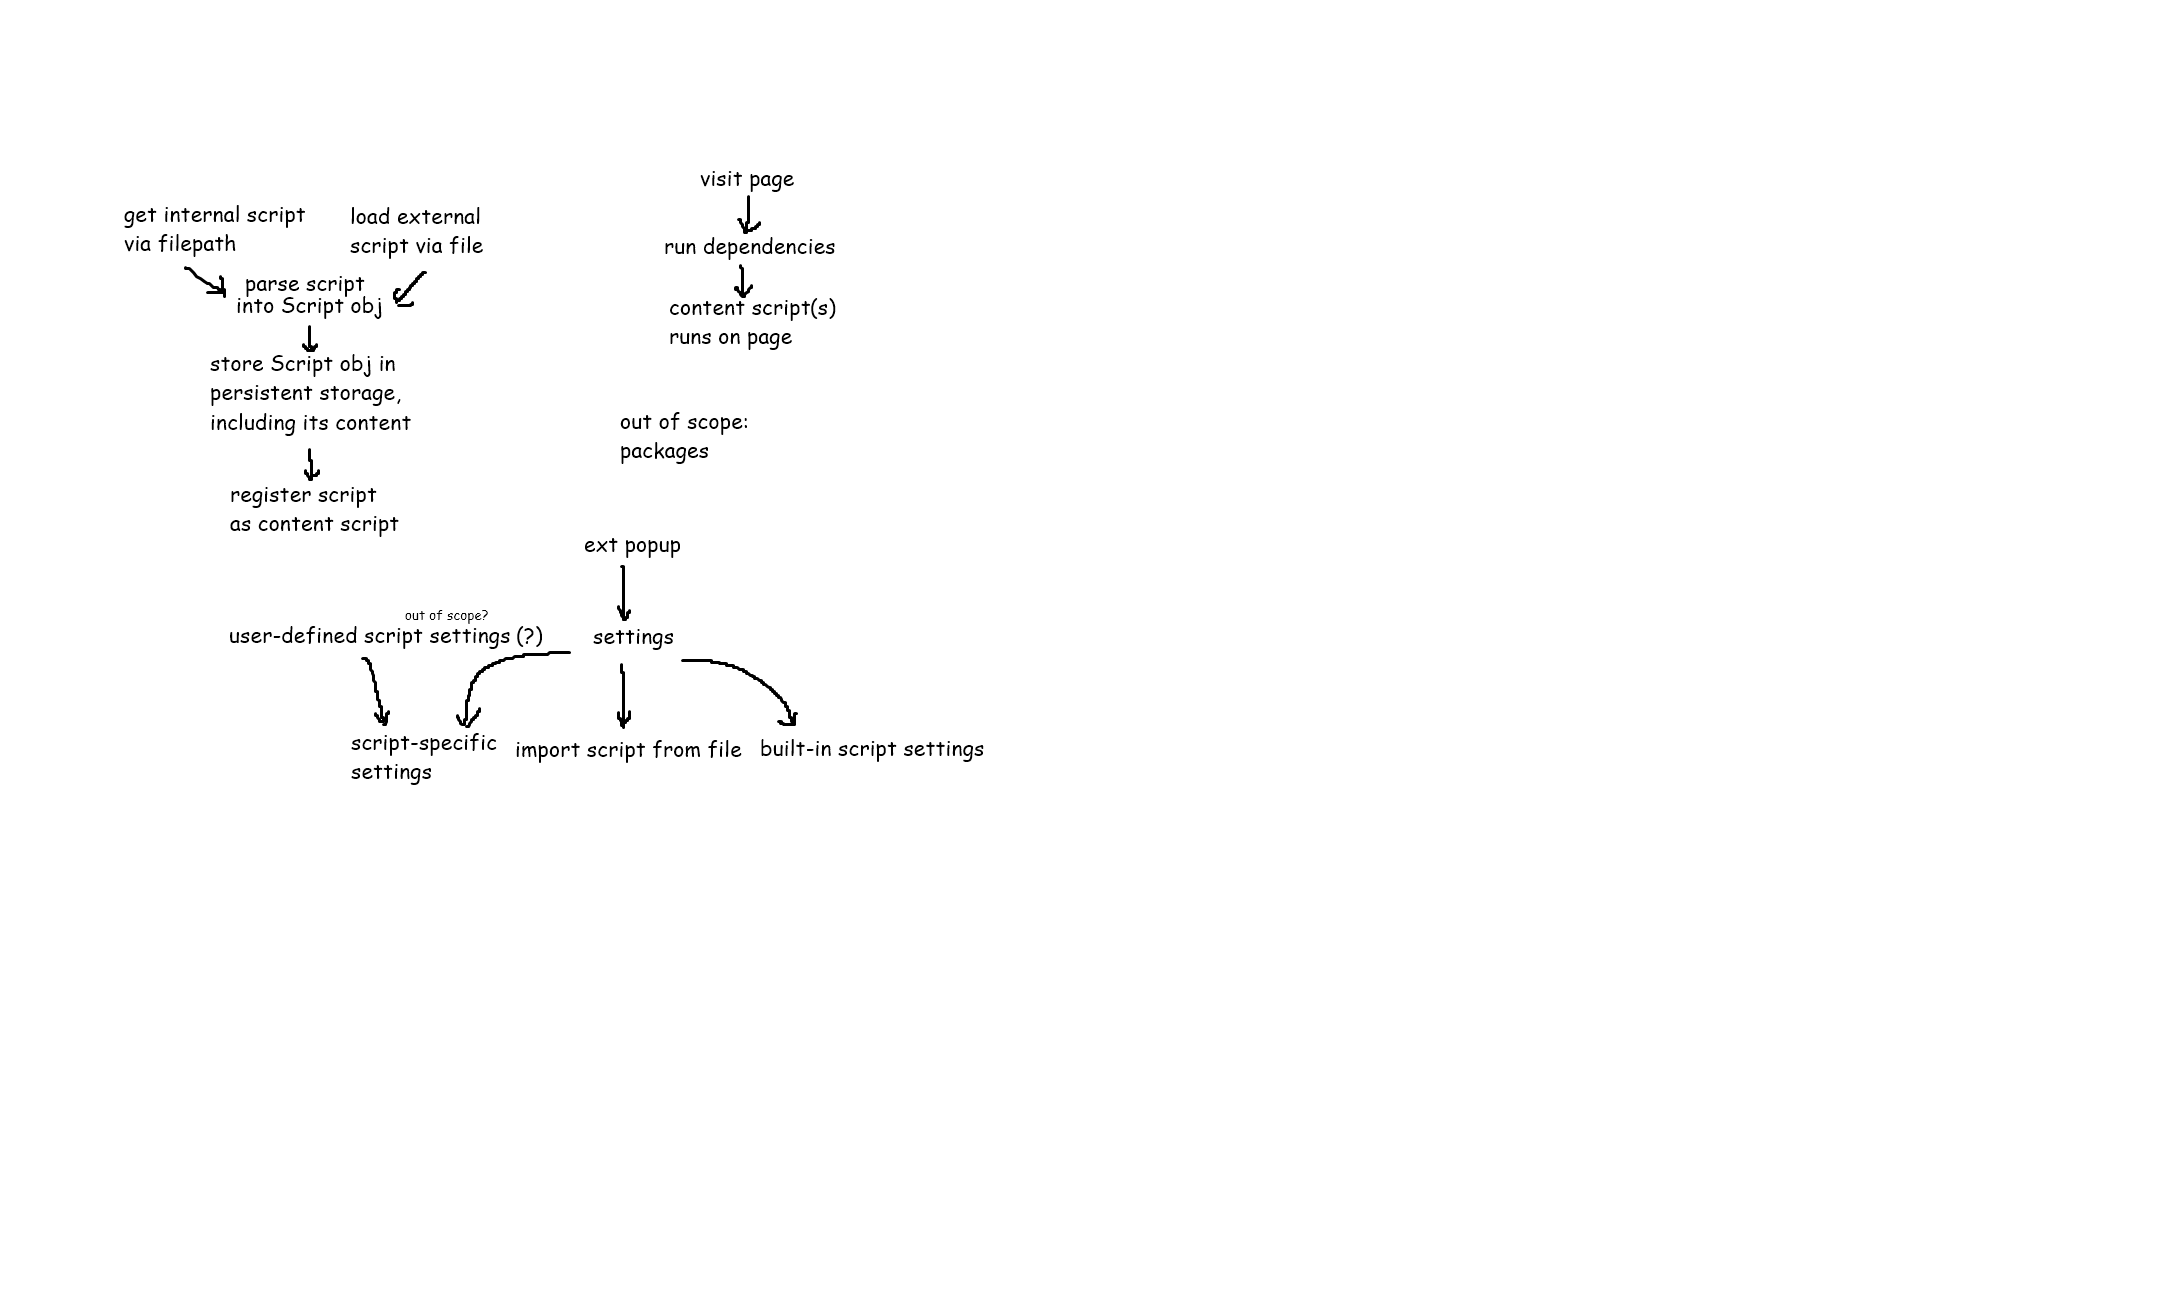 get internal script
via filepath
load external
script via file
parse script
into Script obj
store Script obj in
persistent storage,
including its content
register script
as content script
visit page
run dependencies
content script(s)
runs on page
out of scope:
packages
ext popup
out of scope?
user-defined script settings (?)
settings
script-specific
settings
import script from file
built-in script settings